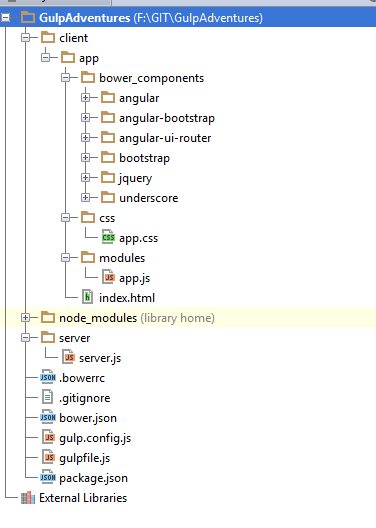 GulpAdventures (F:\GIT\GulpAdventures)
client
app
bower_components
angular
angular-bootstrap
angular-ui-router
bootstrap
jquery
underscore
css
CSS app.css
modules
JS app.js
h index.html
node_modules (library home)
server
JS server.js
JSON .bowerrc
.gitignore
JSON bower.json
JS gulp.config.js
JS gulpfile.js
JSON package.json
External Libraries